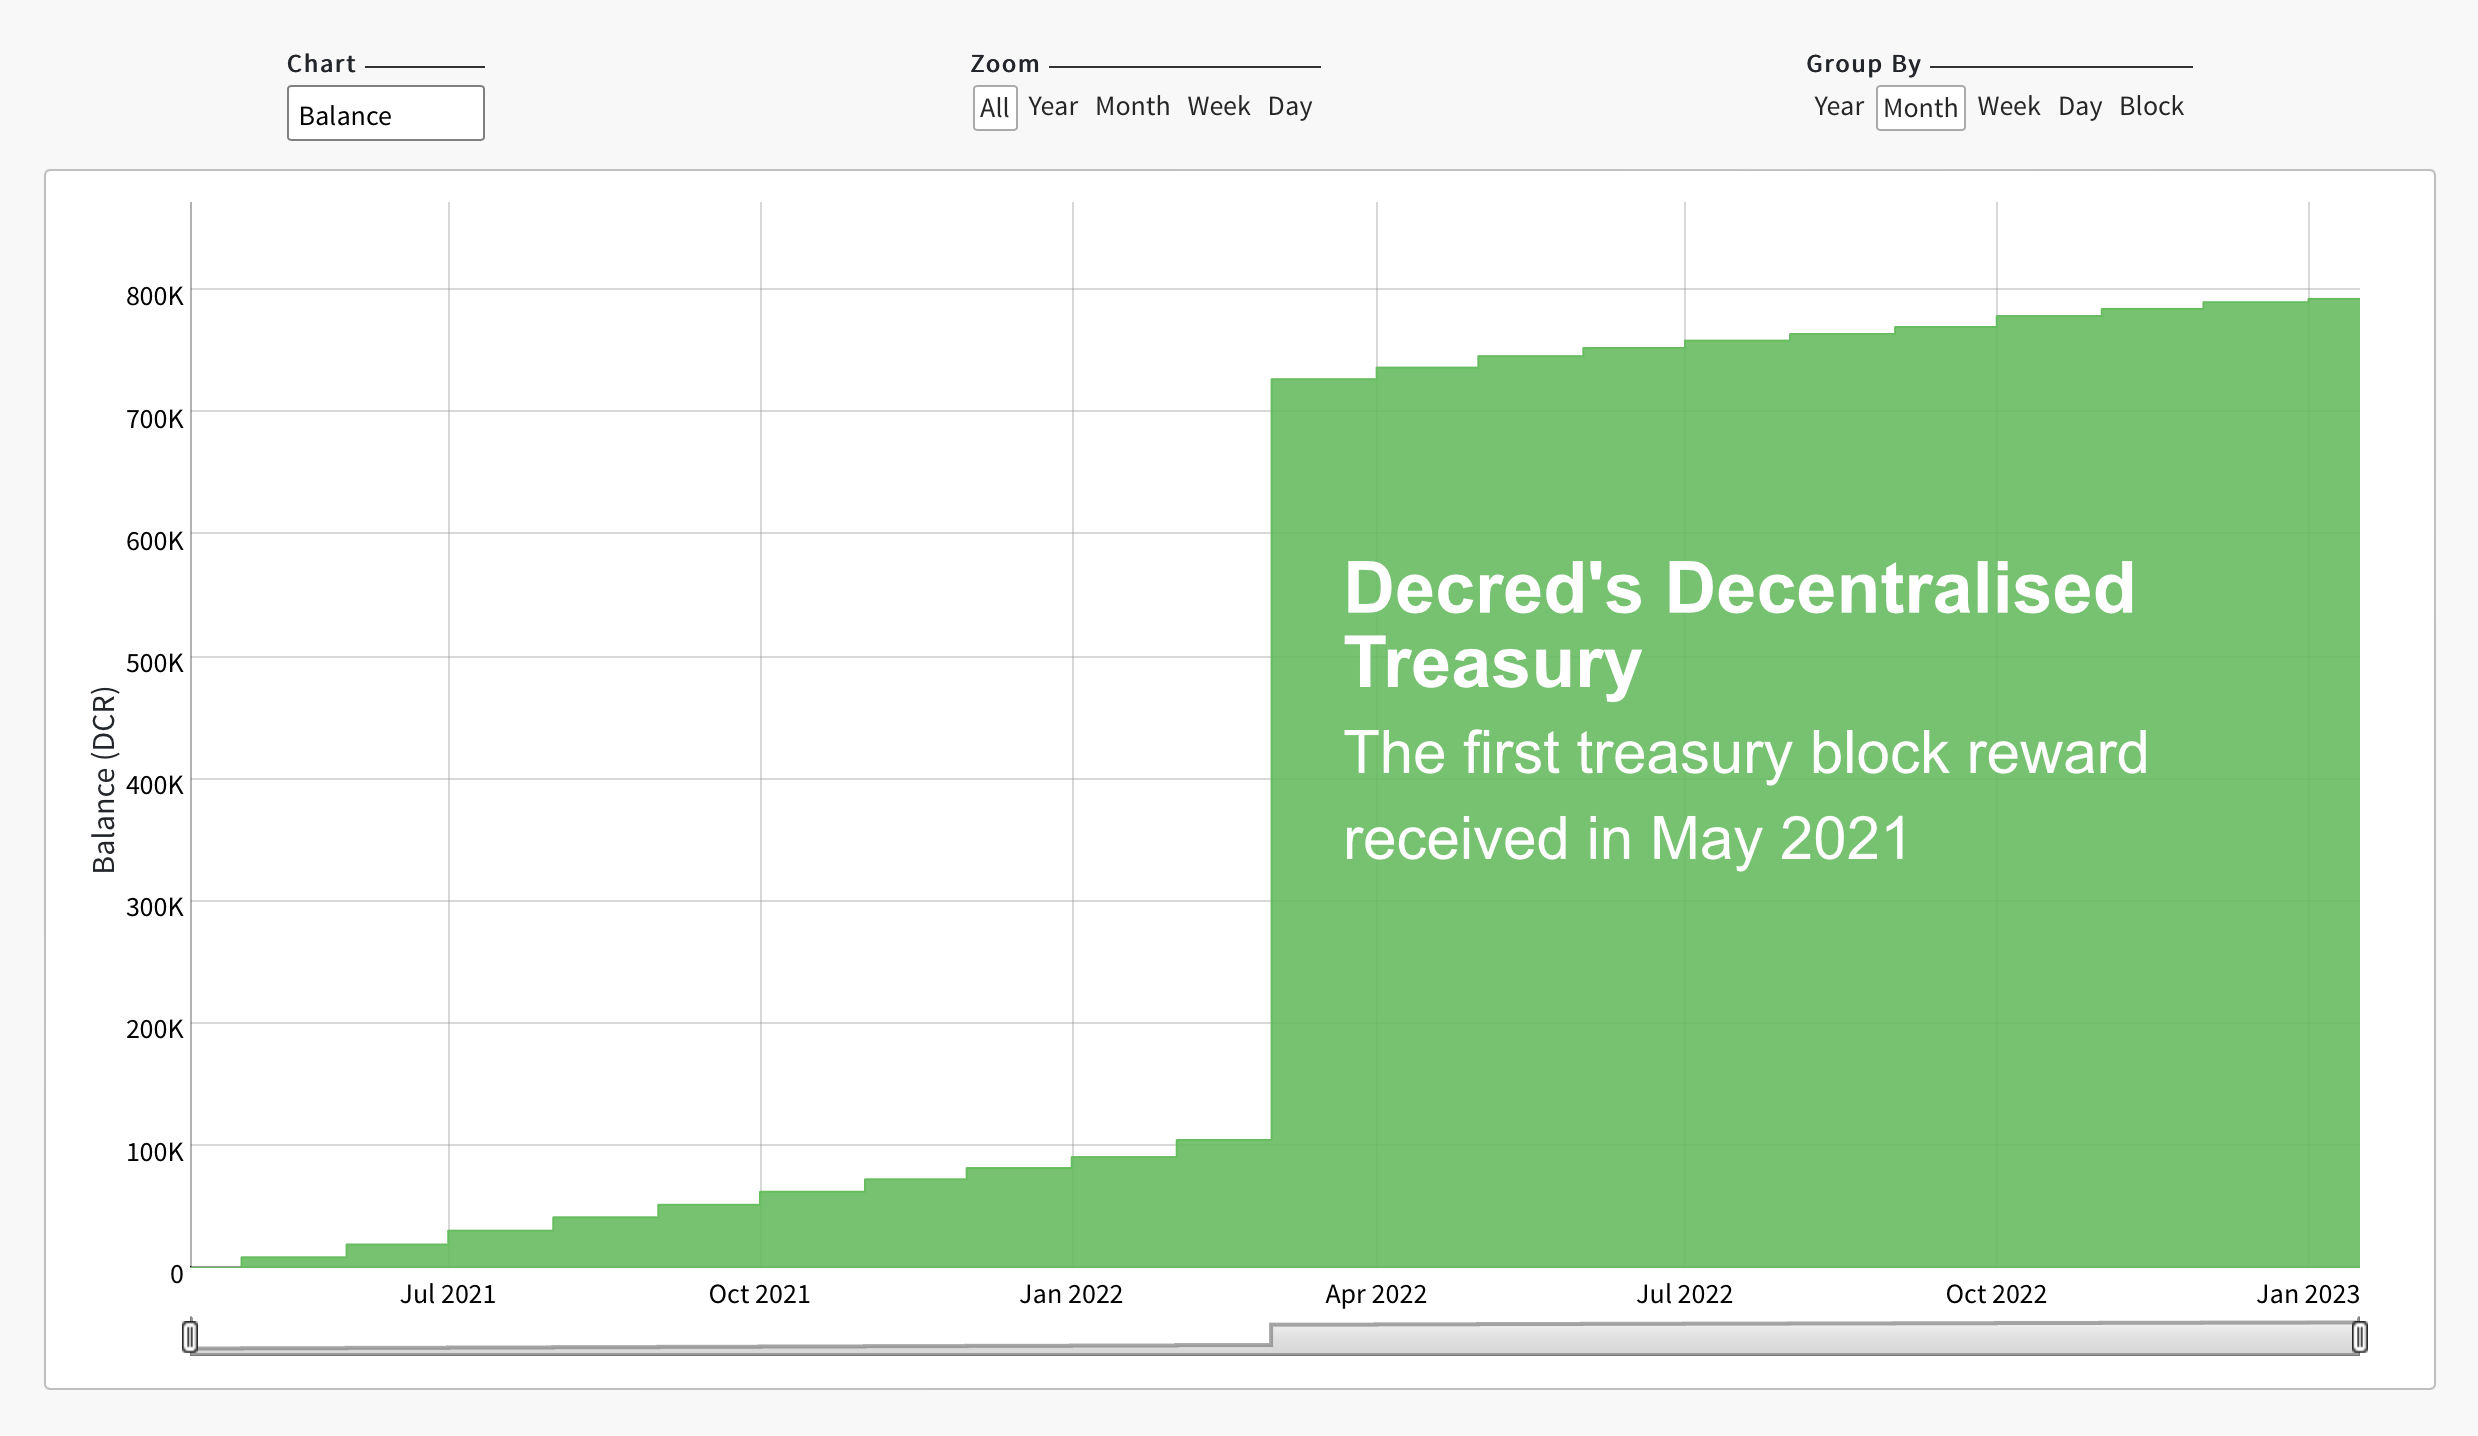 Chart
Zoom
Group By
Balance
All Year Month Week Day
Year Month Week Day Block
800K
700K
600K
500K
400K
300K
200K
100K
0
Balance (DCR)
Decred's Decentralised
Treasury
The first treasury block reward
received in May 2021
Jul 2021 Oct 2021 Jan 2022 Apr 2022 Jul 2022 Oct 2022 Jan 2023